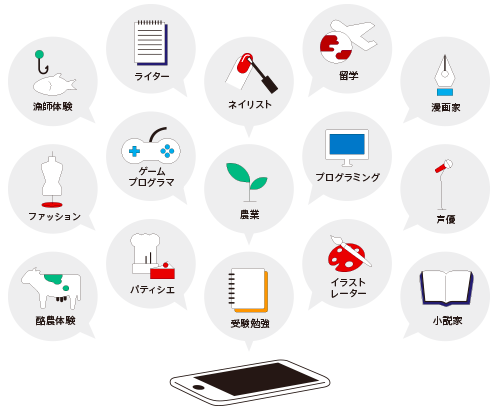 ライター
留学
漁師体験
ネイリスト
漫画家
ゲーム
プログラマ
プログラミング
ファッション
農業
声優
パティシエ
イラスト
レーター
酪農体験
受験勉強
小説家